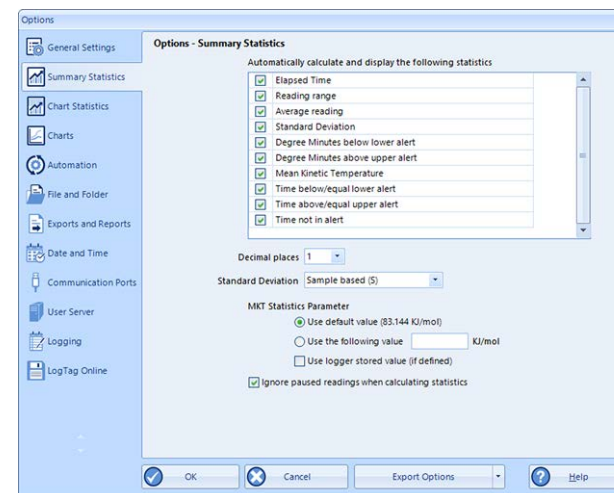 Options
General Settings
Summary Statistics
Chart Statistics
Charts
Automation
File and Folder
Exports and Reports
Date and Time
Communication Ports
User Server
Logging
LogTag Online
Options - Summary Statistics
Automatically calculate and display the following statistics
Elapsed Time
Reading range
Average reading
Standard Deviation
Degree Minutes below lower alert
Degree Minutes above upper alert
Mean Kinetic Temperature
Time below/equal lower alert
Time above/equal upper alert
Time not in alert
Decimal places 1
Standard Deviation Sample based (S)
MKT Statistics Parameter
Use default value (83.144 KJ/mol)
Use the following value KJ/mol
Use logger stored value (if defined)
Ignore paused readings when calculating statistics
OK Cancel Export Options Help